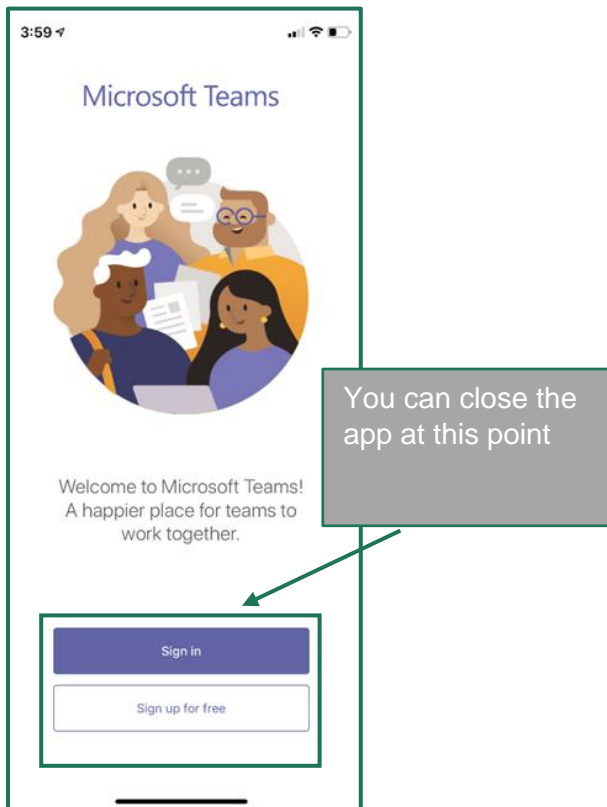 3:59
Microsoft Teams
You can close the
app at this point
Welcome to Microsoft Teams!
A happier place for teams to
work together.
Sign in
Sign up for free